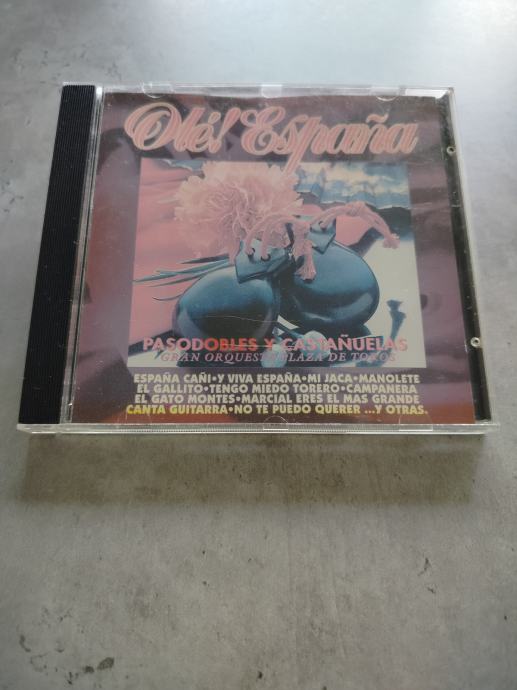 Olé! España
PASODOBLES Y CASTAÑUELAS
GRAN ORQUESTA PLAZA DE TOROS
ESPAÑA CAÑI•Y VIVA ESPAÑA•MI JACA•MANOLETE
EL GALLITO•TENGO MIEDO TORERO•CAMPANERA
EL GATO MONTES•MARCIAL ERES EL MAS GRANDE
CANTA GUITARRA•NO TE PUEDO QUERER ...Y OTRAS.